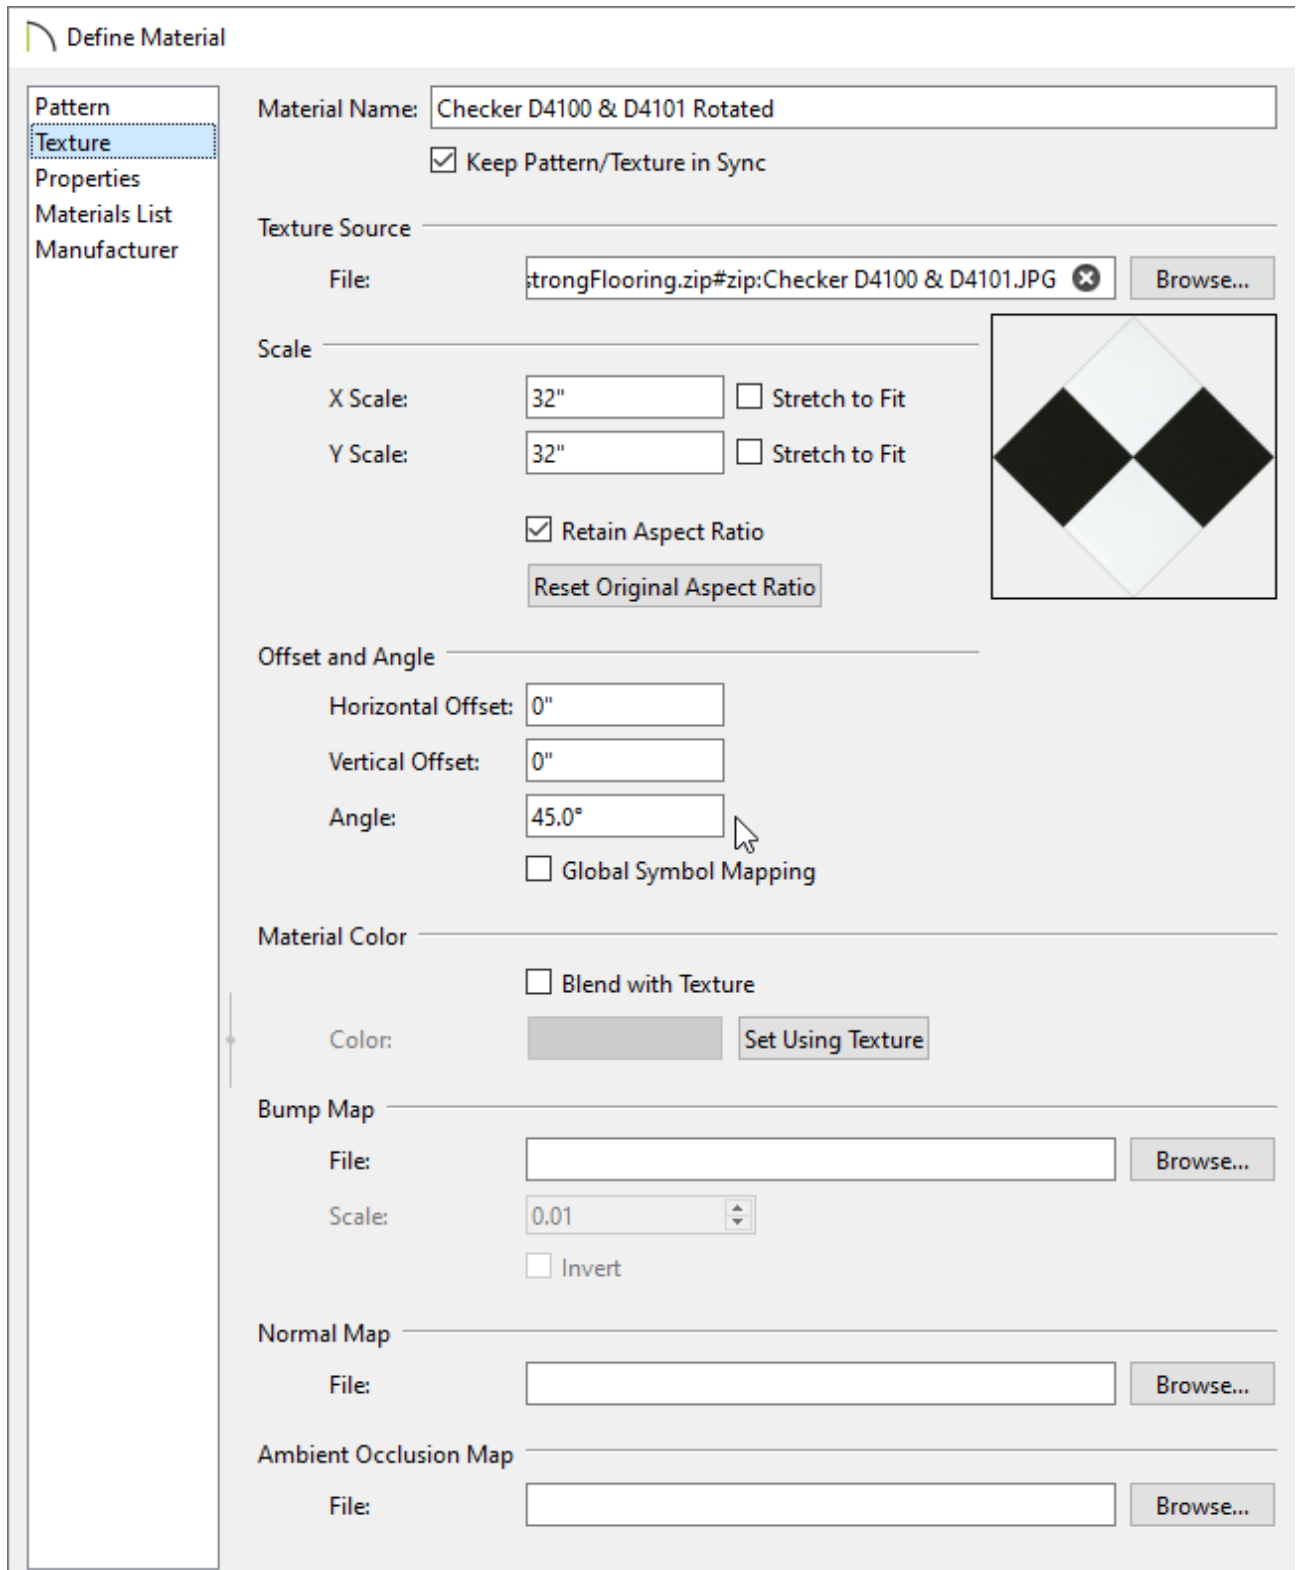 Define Material
Pattern
Texture
Properties
Materials List
Manufacturer
Material Name: Checker D4100 & D4101 Rotated
Keep Pattern/Texture in Sync
Texture Source
File: strongFlooring.zip#zip:Checker D4100 & D4101.JPG Browse...
Scale
X Scale: 32" Stretch to Fit
Y Scale: 32" Stretch to Fit
Retain Aspect Ratio
Reset Original Aspect Ratio
Offset and Angle
Horizontal Offset: 0"
Vertical Offset: 0"
Angle: 45.0°
Global Symbol Mapping
Material Color
Blend with Texture
Color: Set Using Texture
Bump Map
File: Browse...
Scale: 0.01
Invert
Normal Map
File: Browse...
Ambient Occlusion Map
File: Browse...